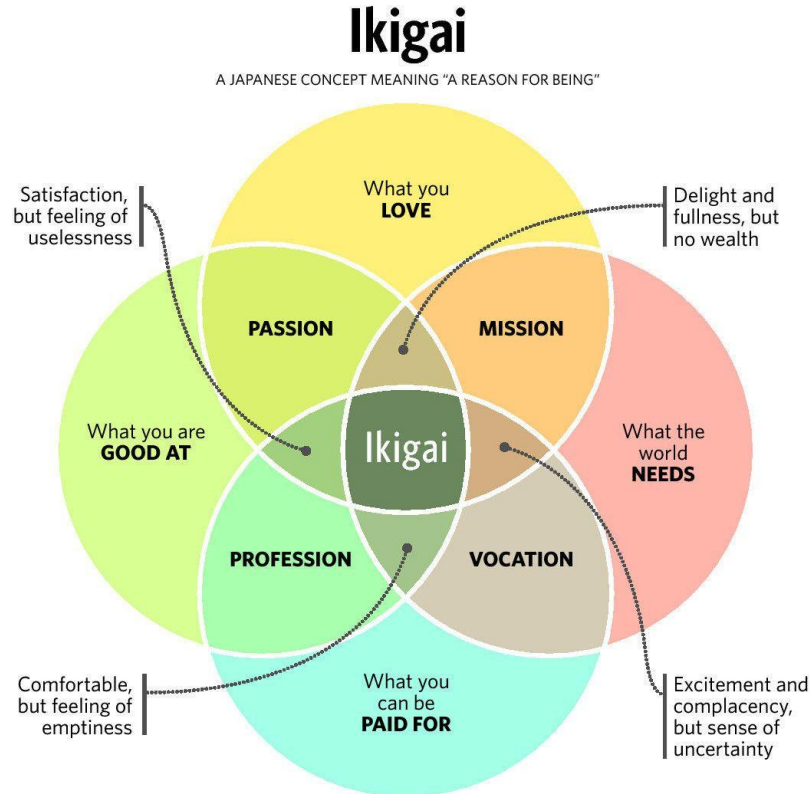 Ikigai
A JAPANESE CONCEPT MEANING “A REASON FOR BEING”
What you
LOVE
Satisfaction,
but feeling of
uselessness
Delight and
fullness, but
no wealth
PASSION
MISSION
What you are
GOOD AT
Ikigai
What the
world
NEEDS
PROFESSION
VOCATION
Comfortable,
but feeling of
emptiness
What you
can be
PAID FOR
Excitement and
complacency,
but sense of
uncertainty